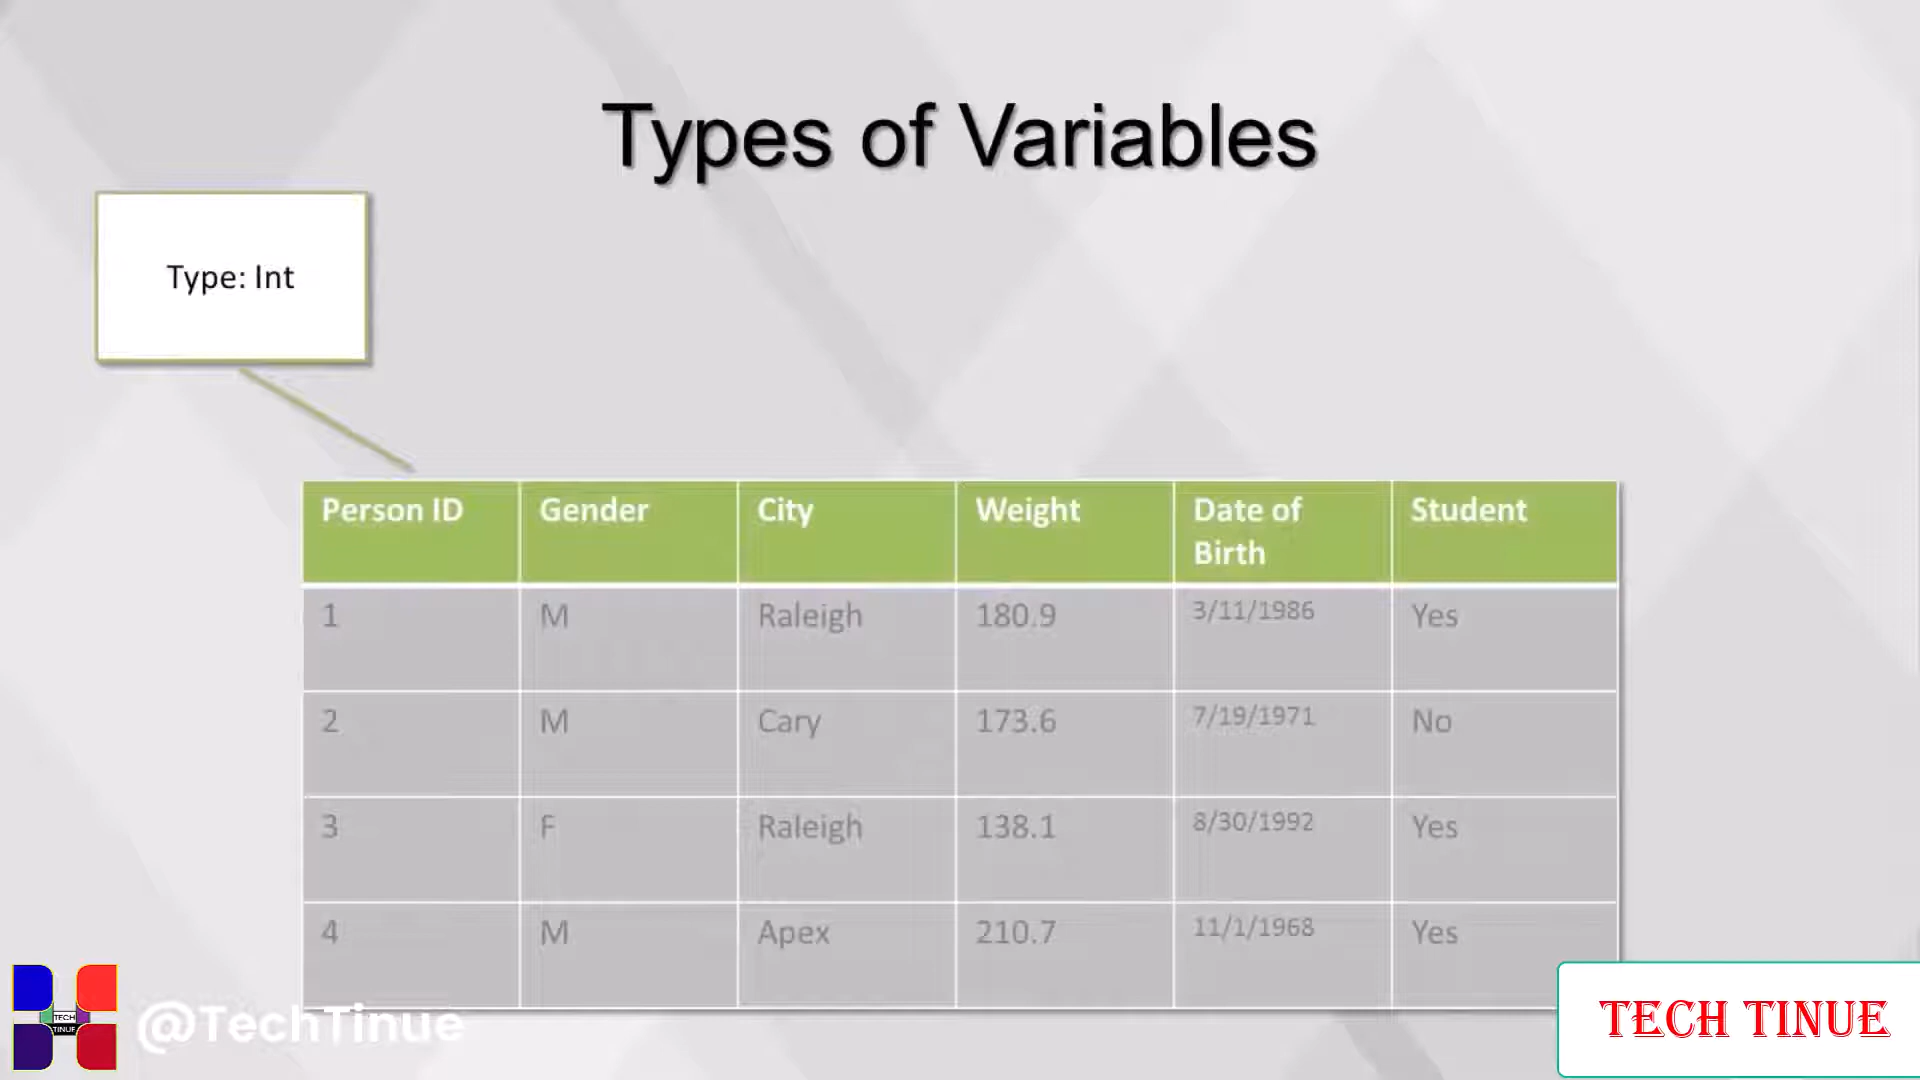 Types of Variables
Type: Int
Person ID Gender City Weight Date of Birth Student
1 M Raleigh 180.9 3/11/1986 Yes
2 M Cary 173.6 7/19/1971 No
3 F Raleigh 138.1 8/30/1992 Yes
4 M Apex 210.7 11/1/1968 Yes
TECH
TINUE
@TechTinue
TECH TINUE